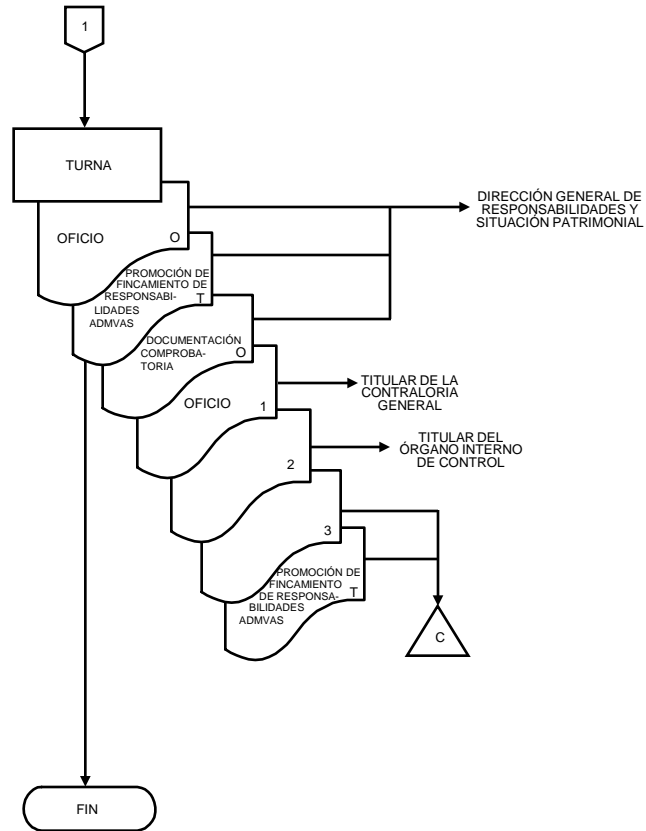 1
TURNA
DIRECCIÓN GENERAL DE
RESPONSABILIDADES Y
SITUACIÓN PATRIMONIAL
OFICIO
O
PROMOCIÓN DE
FINCAMIENTO DE
RESPONSABI-
LIDADES
ADMVAS
T
DOCUMENTACIÓN
COMPROBA-
TORIA
O
OFICIO
1
TITULAR DE LA
CONTRALORIA
GENERAL
2
TITULAR DEL
ÓRGANO INTERNO
DE CONTROL
3
PROMOCIÓN DE
FINCAMIENTO
DE RESPONSA-
BILIDADES
ADMVAS
T
C
FIN